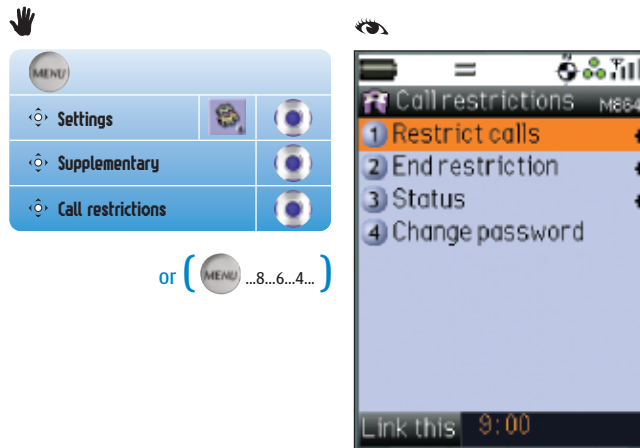 MENU
Settings
Supplementary
Call restrictions
or ( MENU ...8...6...4... )
Call restrictions M864
1 Restrict calls
2 End restriction
3 Status
4 Change password
Link this 9:00